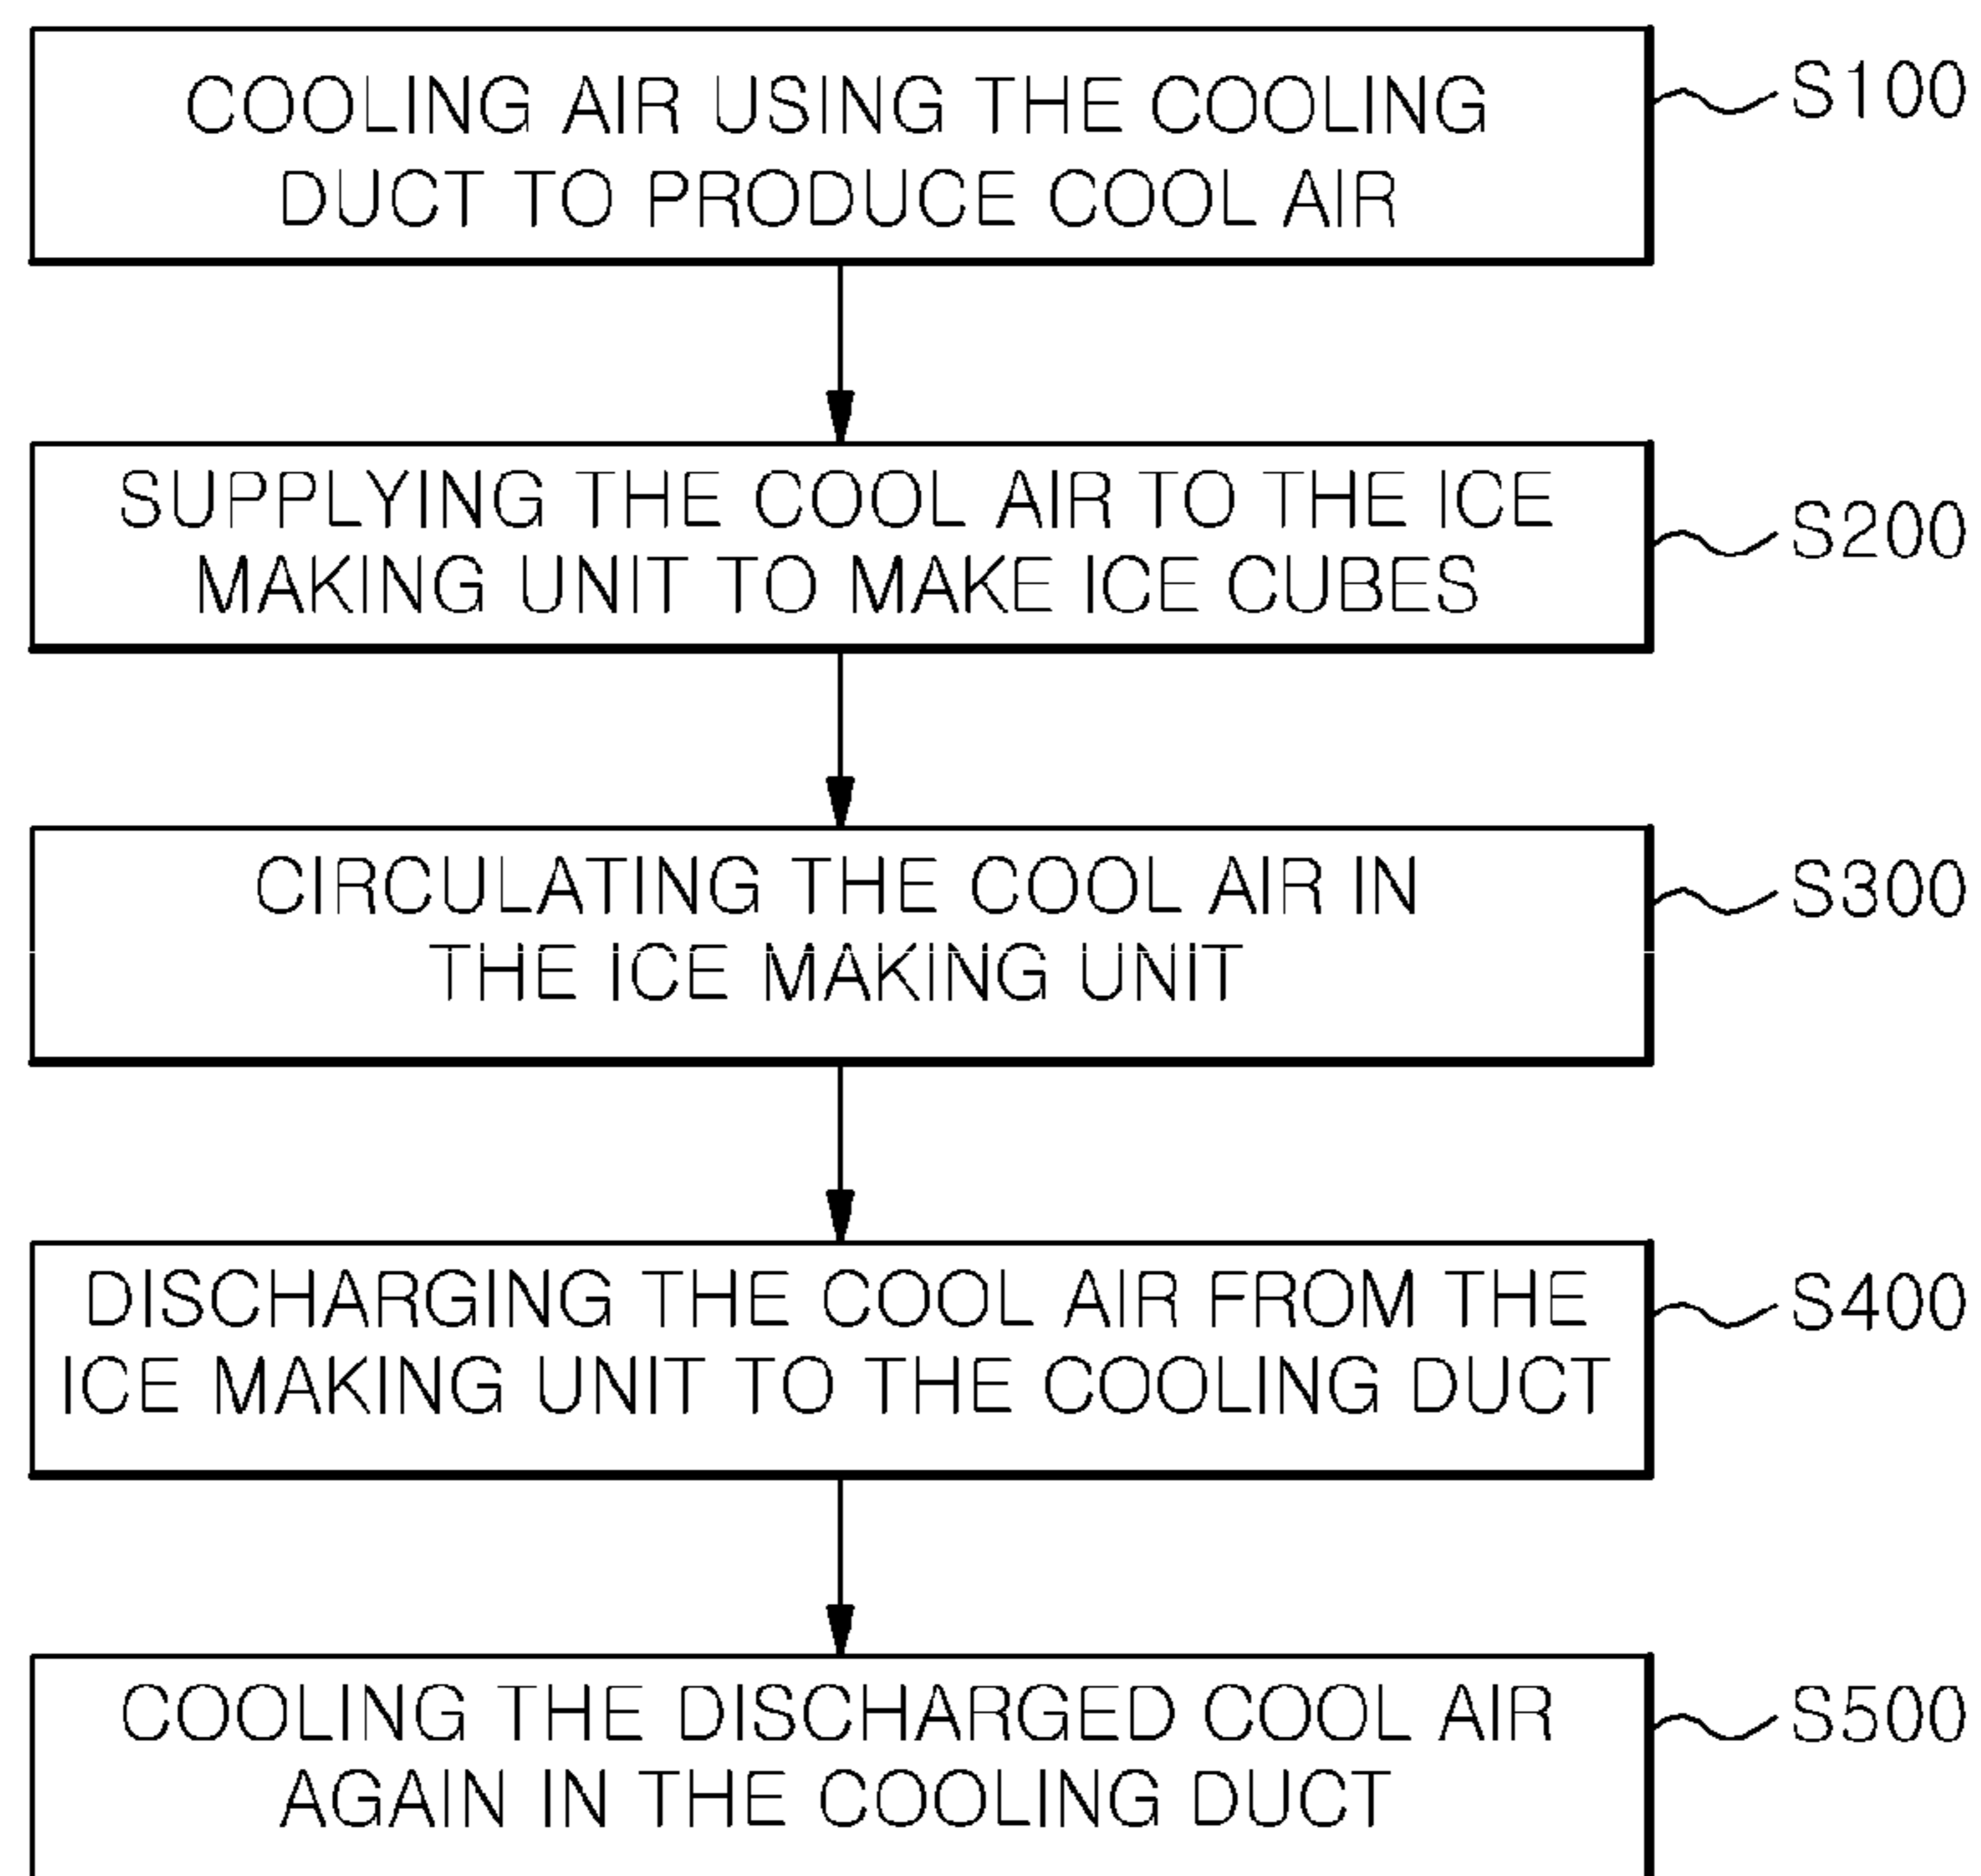 COOLING AIR USING THE COOLING
DUCT TO PRODUCE COOL AIR
S100
SUPPLYING THE COOL AIR TO THE ICE
MAKING UNIT TO MAKE ICE CUBES
S200
CIRCULATING THE COOL AIR IN
THE ICE MAKING UNIT
S300
DISCHARGING THE COOL AIR FROM THE
ICE MAKING UNIT TO THE COOLING DUCT
S400
COOLING THE DISCHARGED COOL AIR
AGAIN IN THE COOLING DUCT
S500